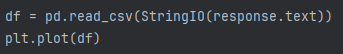 df = pd.read_csv(StringIO(response.text))
plt.plot(df)